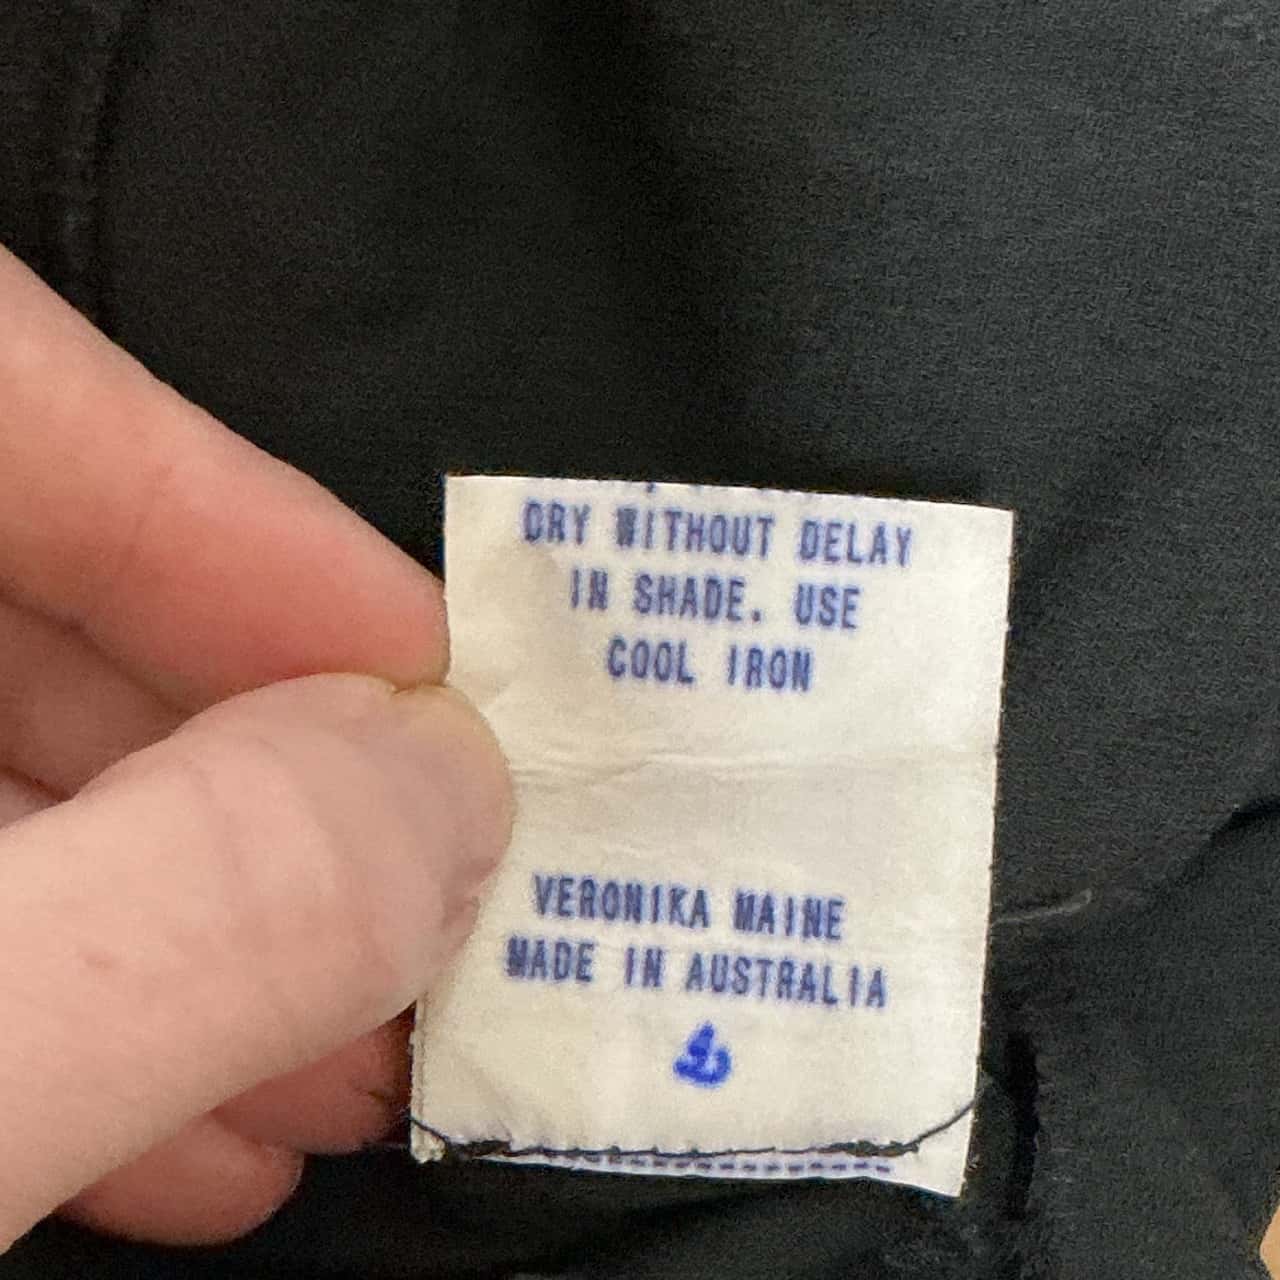 DRY WITHOUT DELAY
IN SHADE. USE
COOL IRON
VERONIKA MAINE
MADE IN AUSTRALIA